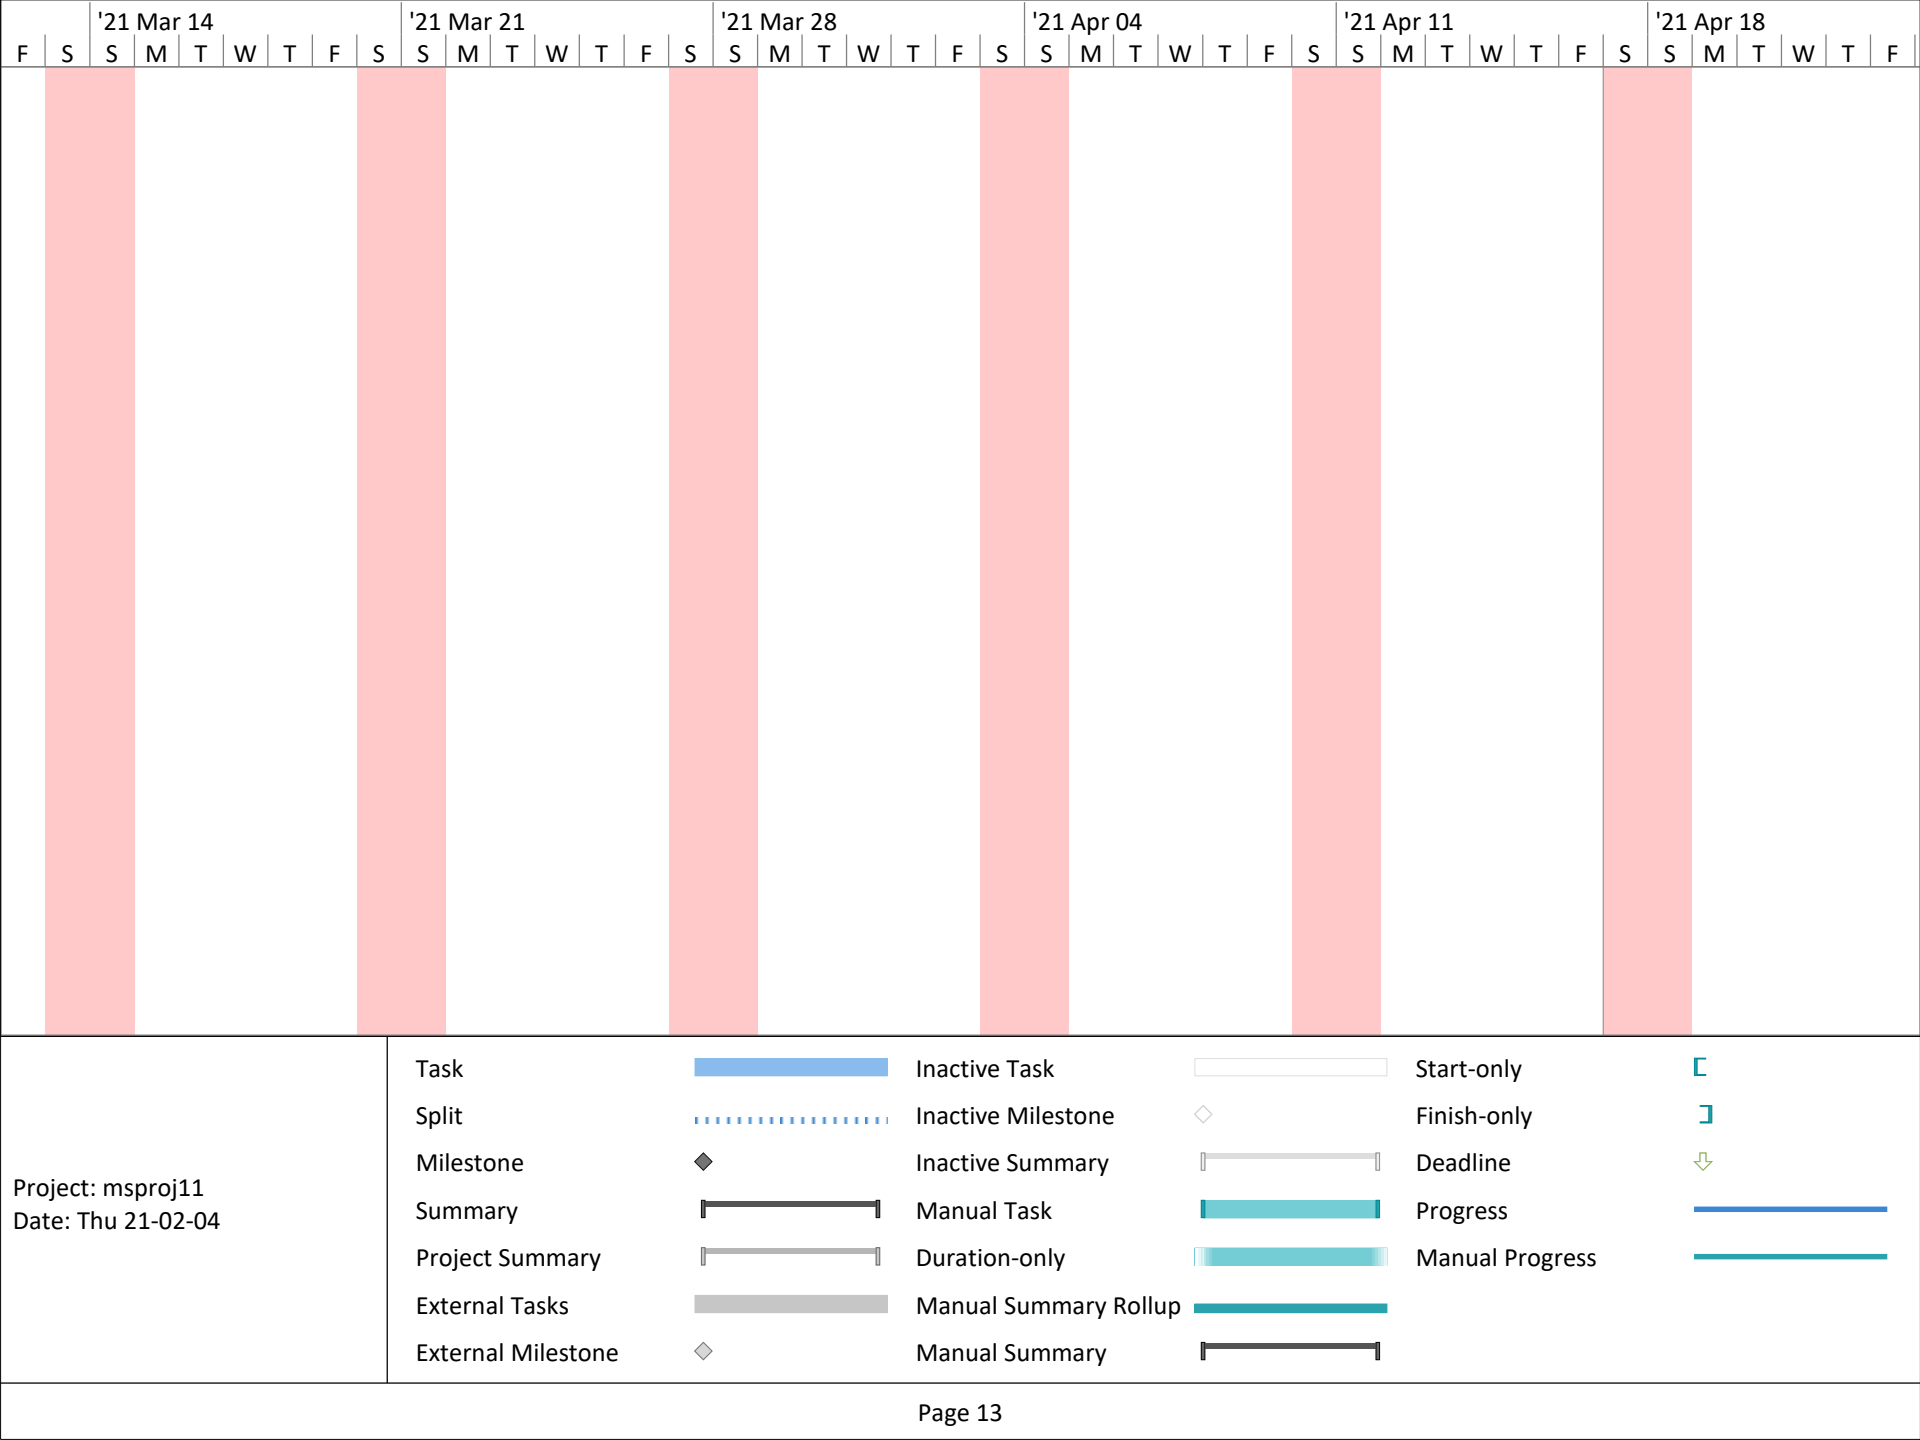 '21 Mar 14 '21 Mar 21 '21 Mar 28 '21 Apr 04 '21 Apr 11 '21 Apr 18
F S S M T W T F S S M T W T F S S M T W T F S S M T W T F S S M T W T F S S M T W T F
Task Inactive Task Start-only
Split Inactive Milestone Finish-only
Milestone Inactive Summary Deadline
Project: msproj11
Date: Thu 21-02-04
Summary Manual Task Progress
Project Summary Duration-only Manual Progress
External Tasks Manual Summary Rollup
External Milestone Manual Summary
Page 13